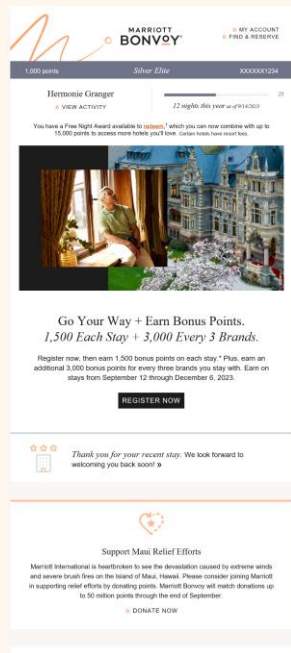 MARRIOTT
BONVOY
» MY ACCOUNT
» FIND & RESERVE
1,000 points
Silver Elite
XXXXXX1234
Hermonie Granger
» VIEW ACTIVITY
25
12 nights this year as of 9/14/2023
You have a Free Night Award available to redeem,† which you can now combine with up to
15,000 points to access more hotels you'll love. Certain hotels have resort fees.
Go Your Way + Earn Bonus Points.
1,500 Each Stay + 3,000 Every 3 Brands.
Register now, then earn 1,500 bonus points on each stay.* Plus, earn an
additional 3,000 bonus points for every three brands you stay with. Earn on
stays from September 12 through December 6, 2023.
REGISTER NOW
Thank you for your recent stay. We look forward to
welcoming you back soon! »
Support Maui Relief Efforts
Marriott International is heartbroken to see the devastation caused by extreme winds
and severe brush fires on the Island of Maui, Hawaii. Please consider joining Marriott
in supporting relief efforts by donating points. Marriott Bonvoy will match donations up
to 50 million points through the end of September.
» DONATE NOW